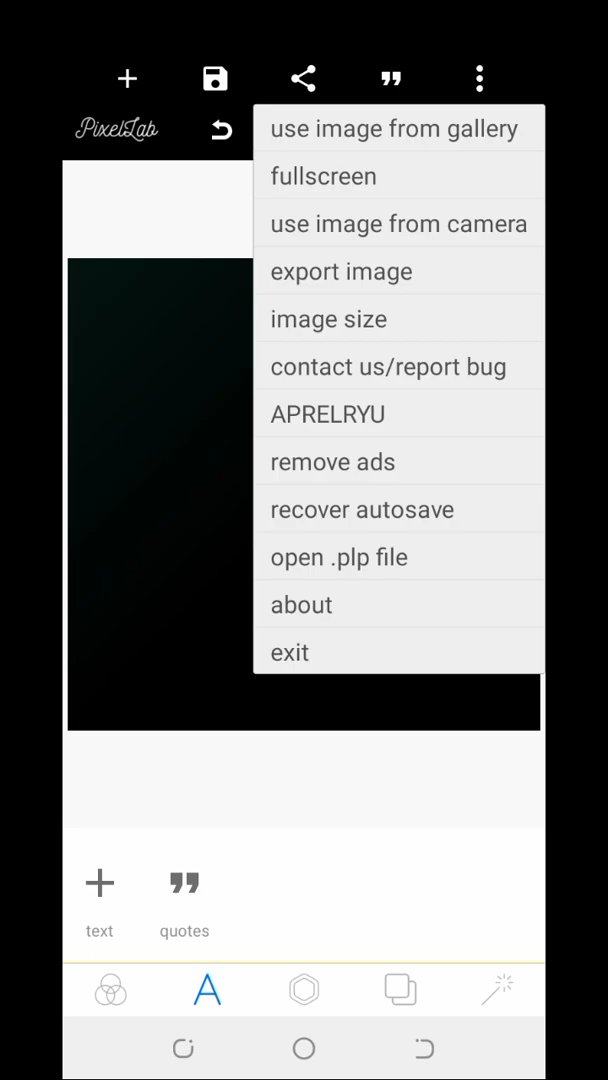 PixelLab
use image from gallery
fullscreen
use image from camera
export image
image size
contact us/report bug
APRELRYU
remove ads
recover autosave
open .plp file
about
exit
text
quotes